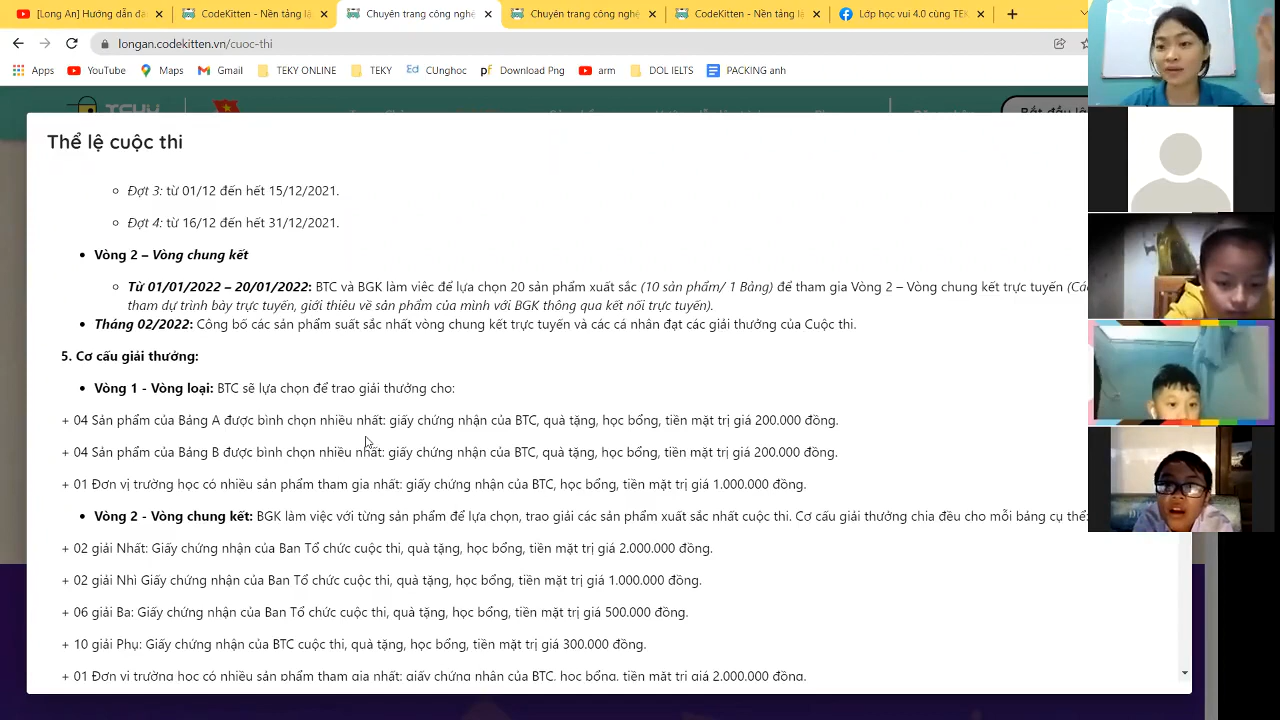 [Long An] Hướng dẫn đă
CodeKitten - Nền tảng lậ
Chuyên trang công nghệ
Chuyên trang công nghệ
CodeKitten - Nền tảng lậ
Lớp học vui 4.0 cùng TEK
longan.codekitten.vn/cuoc-thi
Apps YouTube Maps Gmail TEKY ONLINE TEKY CUnghoc Download Png arm DOL IELTS PACKING anh
Thể lệ cuộc thi
Đợt 3: từ 01/12 đến hết 15/12/2021.
Đợt 4: từ 16/12 đến hết 31/12/2021.
Vòng 2 – Vòng chung kết
Từ 01/01/2022 – 20/01/2022: BTC và BGK làm việc để lựa chọn 20 sản phẩm xuất sắc (10 sản phẩm/ 1 Bảng) để tham gia Vòng 2 – Vòng chung kết trực tuyến (Các
tham dự trình bày trực tuyến, giới thiệu về sản phẩm của mình với BGK thông qua kết nối trực tuyến).
Tháng 02/2022: Công bố các sản phẩm suất sắc nhất vòng chung kết trực tuyến và các cá nhân đạt các giải thưởng của Cuộc thi.
5. Cơ cấu giải thưởng:
Vòng 1 - Vòng loại: BTC sẽ lựa chọn để trao giải thưởng cho:
+ 04 Sản phẩm của Bảng A được bình chọn nhiều nhất: giấy chứng nhận của BTC, quà tặng, học bổng, tiền mặt trị giá 200.000 đồng.
+ 04 Sản phẩm của Bảng B được bình chọn nhiều nhất: giấy chứng nhận của BTC, quà tặng, học bổng, tiền mặt trị giá 200.000 đồng.
+ 01 Đơn vị trường học có nhiều sản phẩm tham gia nhất: giấy chứng nhận của BTC, học bổng, tiền mặt trị giá 1.000.000 đồng.
Vòng 2 - Vòng chung kết: BGK làm việc với từng sản phẩm để lựa chọn, trao giải các sản phẩm xuất sắc nhất cuộc thi. Cơ cấu giải thưởng chia đều cho mỗi bảng cụ thể:
+ 02 giải Nhất: Giấy chứng nhận của Ban Tổ chức cuộc thi, quà tặng, học bổng, tiền mặt trị giá 2.000.000 đồng.
+ 02 giải Nhì Giấy chứng nhận của Ban Tổ chức cuộc thi, quà tặng, học bổng, tiền mặt trị giá 1.000.000 đồng.
+ 06 giải Ba: Giấy chứng nhận của Ban Tổ chức cuộc thi, quà tặng, học bổng, tiền mặt trị giá 500.000 đồng.
+ 10 giải Phụ: Giấy chứng nhận của BTC cuộc thi, quà tặng, học bổng, tiền mặt trị giá 300.000 đồng.
+ 01 Đơn vị trường học có nhiều sản phẩm tham gia nhất: giấy chứng nhận của BTC, học bổng, tiền mặt trị giá 2.000.000 đồng.